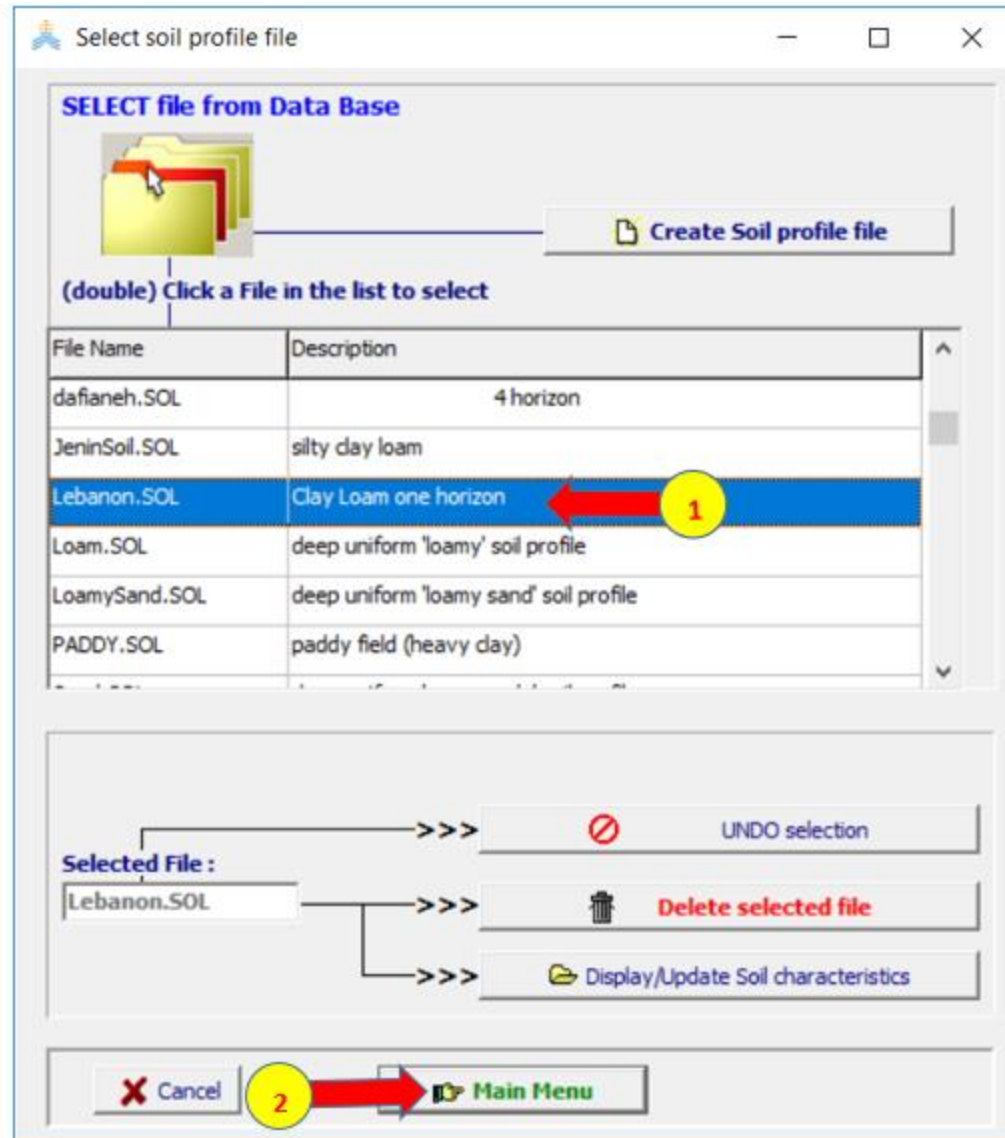 Select soil profile file
SELECT file from Data Base
Create Soil profile file
(double) Click a File in the list to select
File Name Description
dafianeh.SOL 4 horizon
JeninSoil.SOL silty clay loam
Lebanon.SOL Clay Loam one horizon
1
Loam.SOL deep uniform 'loamy' soil profile
LoamySand.SOL deep uniform 'loamy sand' soil profile
PADDY.SOL paddy field (heavy clay)
>>> UNDO selection
Selected File :
Lebanon.SOL >>> Delete selected file
>>> Display/Update Soil characteristics
Cancel 2 Main Menu